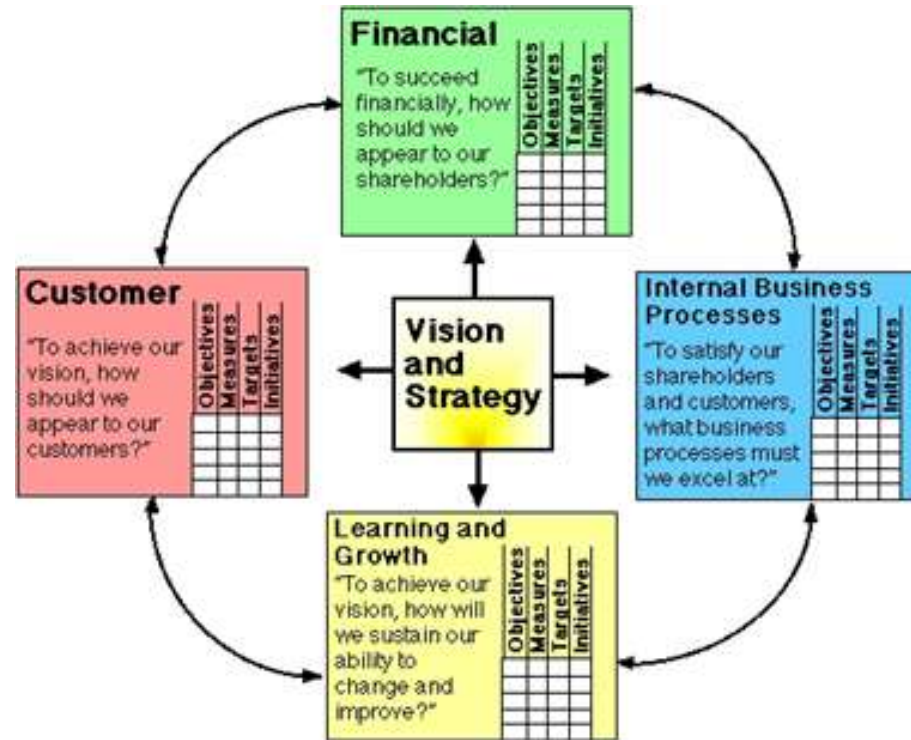 Financial
"To succeed
financially, how
should we
appear to our
shareholders?"
Objectives
Measures
Targets
Initiatives
Customer
"To achieve our
vision, how
should we
appear to our
customers?"
Objectives
Measures
Targets
Initiatives
Vision
and
Strategy
Internal Business
Processes
"To satisfy our
shareholders
and customers,
what business
processes must
we excel at?"
Objectives
Measures
Targets
Initiatives
Learning and
Growth
"To achieve our
vision, how will
we sustain our
ability to
change and
improve?"
Objectives
Measures
Targets
Initiatives